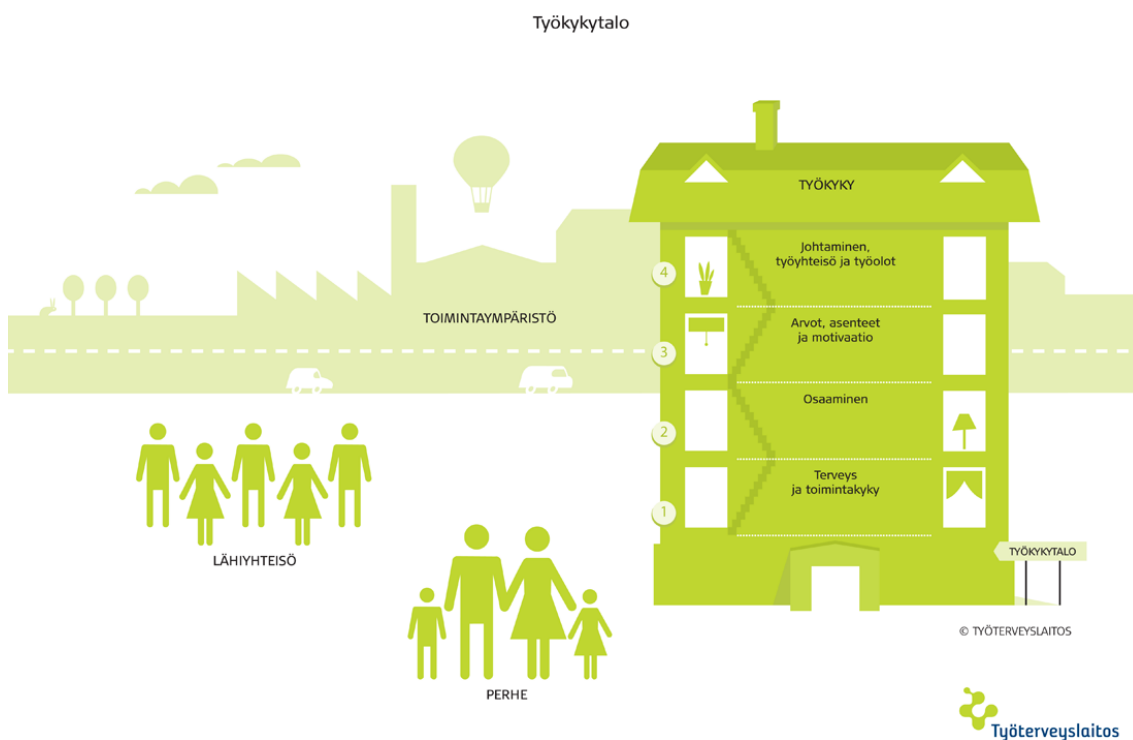 Työkykytalo
TYÖKYKY
4
Johtaminen,
työyhteisö ja työolot
TOIMINTAYMPÄRISTÖ
3
Arvot, asenteet
ja motivaatio
2
Osaaminen
1
Terveys
ja toimintakyky
LÄHIYHTEISÖ
TYÖKYKYTALO
PERHE
© TYÖTERVEYSLAITOS
Työterveyslaitos